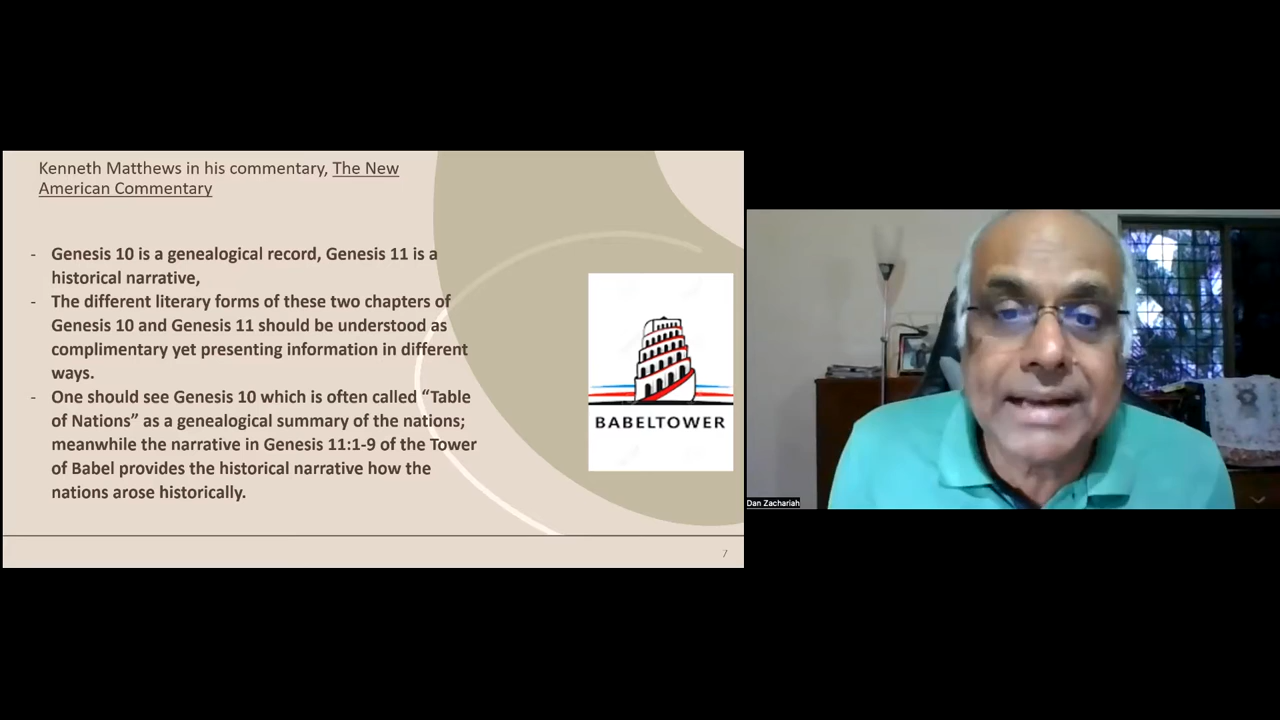 Kenneth Matthews in his commentary, The New
American Commentary
- Genesis 10 is a genealogical record, Genesis 11 is a
historical narrative,
- The different literary forms of these two chapters of
Genesis 10 and Genesis 11 should be understood as
complimentary yet presenting information in different
ways.
- One should see Genesis 10 which is often called “Table
of Nations” as a genealogical summary of the nations;
meanwhile the narrative in Genesis 11:1-9 of the Tower
of Babel provides the historical narrative how the
nations arose historically.
BABELTOWER
7
Dan Zachariah